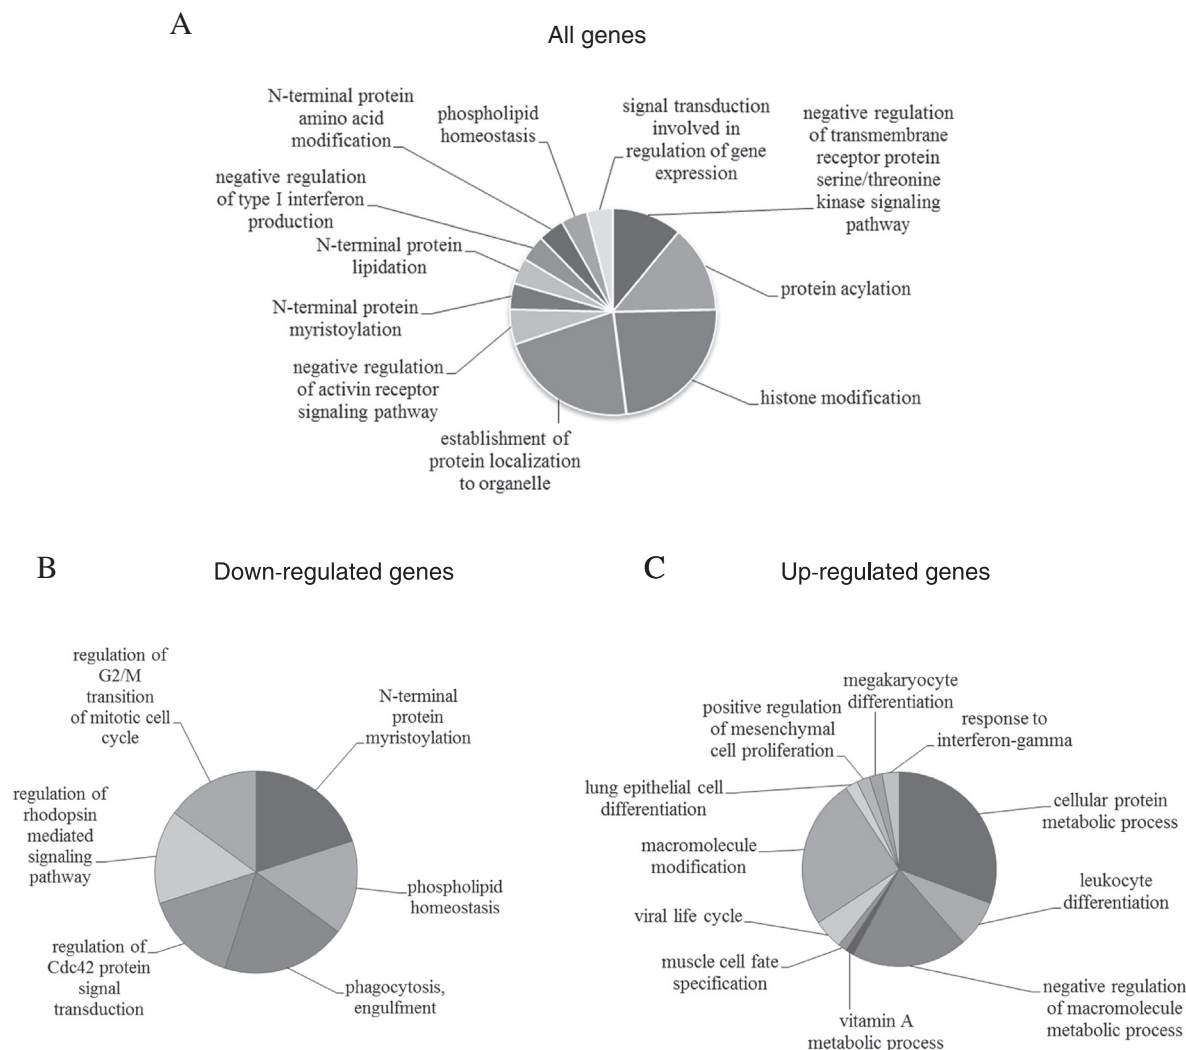 A
All genes
N-terminal protein
amino acid
modification
phospholipid
homeostasis
signal transduction
involved in
regulation of gene
expression
negative regulation
of transmembrane
receptor protein
serine/threonine
kinase signaling
pathway
negative regulation
of type I interferon
production
N-terminal protein
lipidation
protein acylation
N-terminal protein
myristoylation
negative regulation
of activin receptor
signaling pathway
histone modification
establishment of
protein localization
to organelle
B
Down-regulated genes
regulation of
G2/M
transition
of mitotic cell
cycle
N-terminal
protein
myristoylation
regulation of
rhodopsin
mediated
signaling
pathway
phospholipid
homeostasis
regulation of
Cdc42 protein
signal
transduction
phagocytosis,
engulfment
C
Up-regulated genes
megakaryocyte
differentiation
positive regulation
of mesenchymal
cell proliferation
response to
interferon-gamma
lung epithelial cell
differentiation
cellular protein
metabolic process
macromolecule
modification
leukocyte
differentiation
viral life cycle
muscle cell fate
specification
negative regulation
of macromolecule
metabolic process
vitamin A
metabolic process